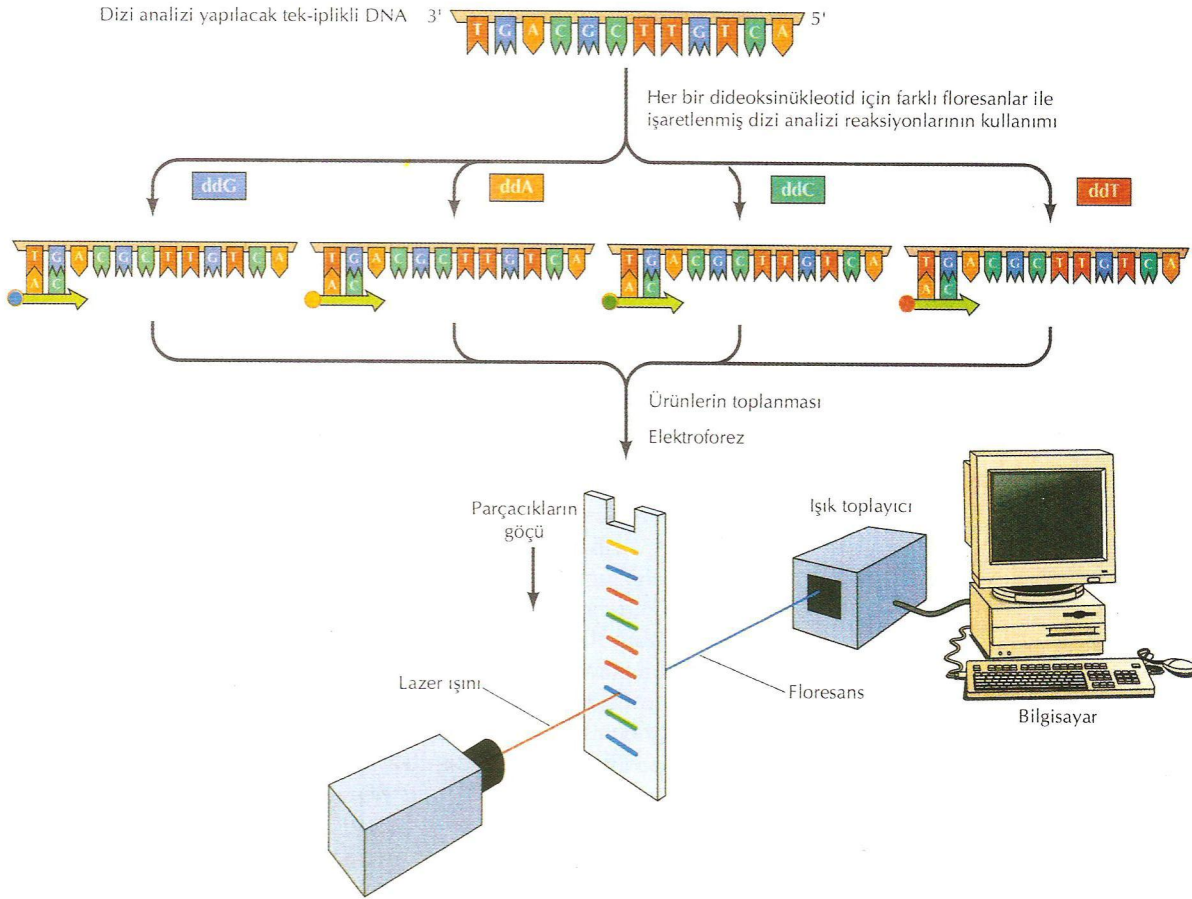 Dizi analizi yapılacak tek-iplikli DNA 3' 5'
T G A C G C T T G T C A
Her bir dideoksinükleotid için farklı floresanlar ile
işaretlenmiş dizi analizi reaksiyonlarının kullanımı
ddG ddA ddC ddT
T G A C G C T T G T C A
A C
T G A C G C T T G T C A
A C
T G A C G C T T G T C A
A C
T G A C G C T T G T C A
A C
Ürünlerin toplanması
Elektroforez
Parçacıkların
göçü
Işık toplayıcı
Lazer ışını
Floresans
Bilgisayar